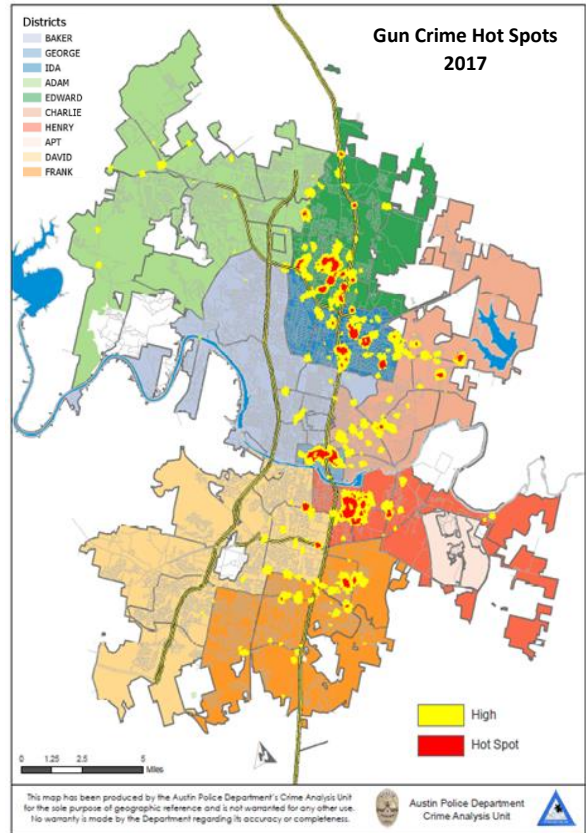 Districts
BAKER
GEORGE
IDA
ADAM
EDWARD
CHARLIE
HENRY
APT
DAVID
FRANK
Gun Crime Hot Spots
2017
High
Hot Spot
0 1.25 2.5 5
Miles
This map has been produced by the Austin Police Department's Crime Analysis Unit
for the sole purpose of geographic reference and is not warranted for any other use.
No warranty is made by the Department regarding its accuracy or completeness.
Austin Police Department
Crime Analysis Unit